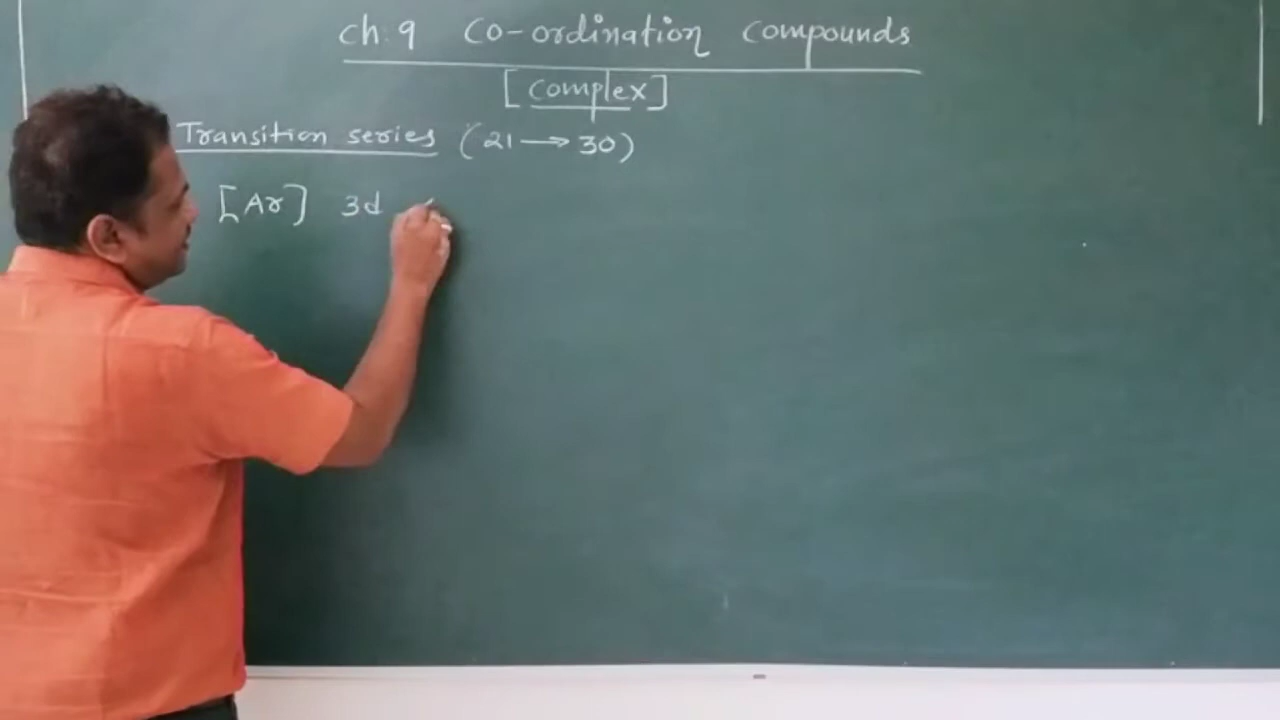 Ch:9 Co-ordination Compounds
[Complex]
Transition series (21 → 30)
[Ar] 3d